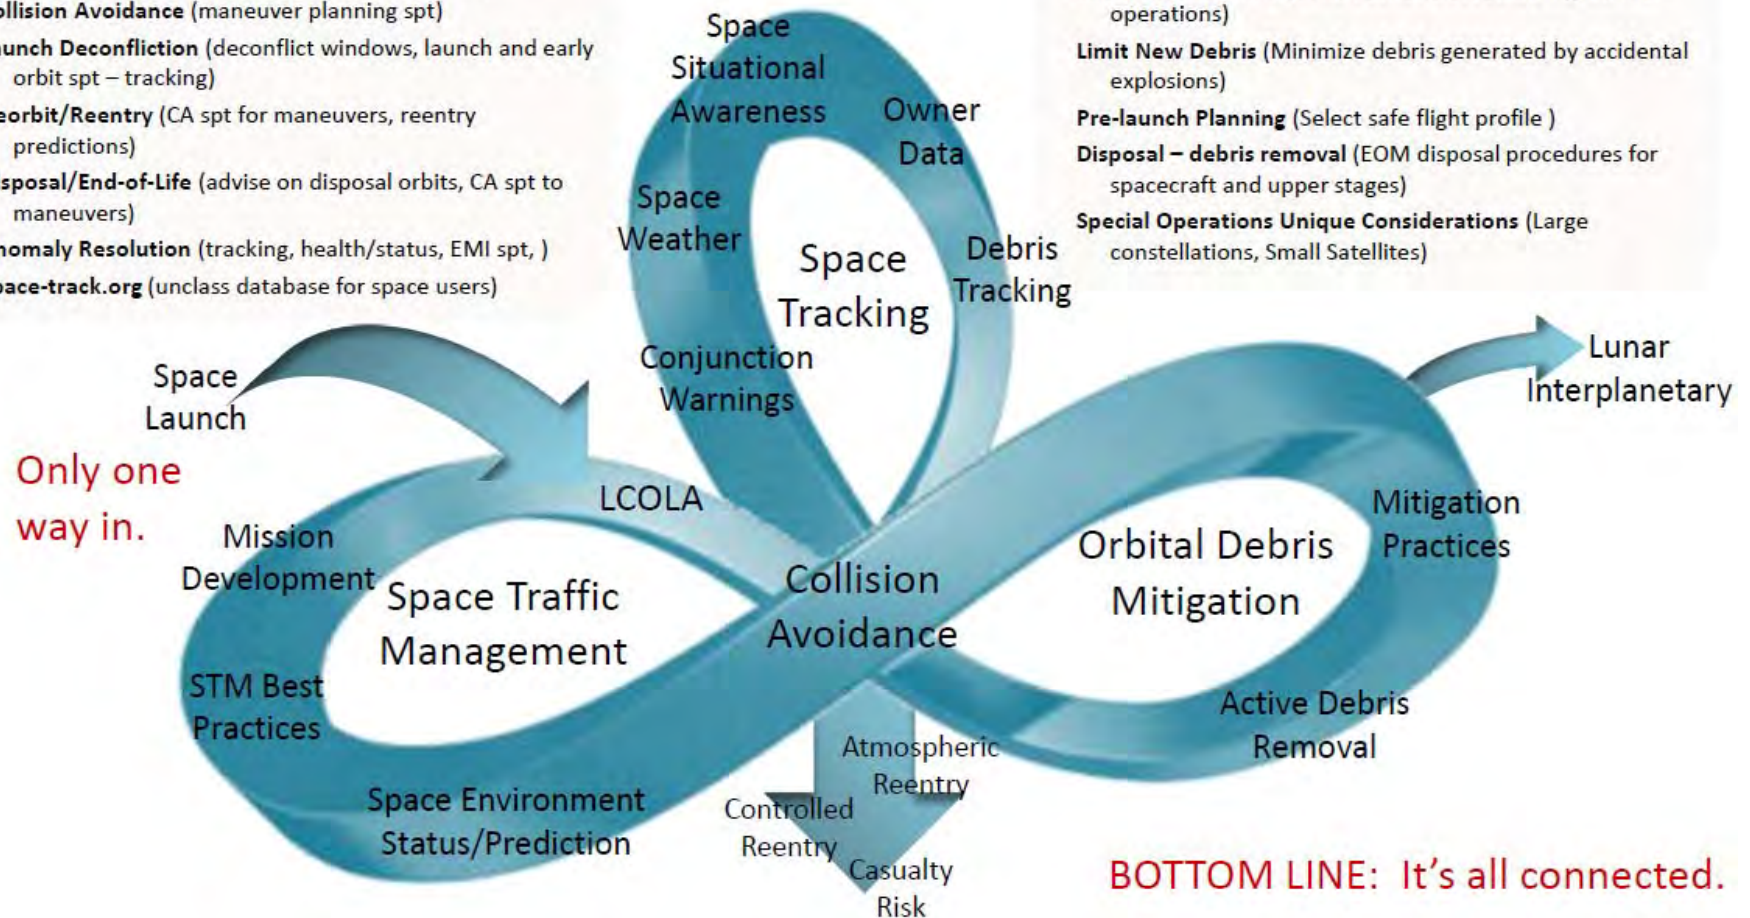 ollision Avoidance (maneuver planning spt)
unch Deconfliction (deconflict windows, launch and early
orbit spt – tracking)
eorbit/Reentry (CA spt for maneuvers, reentry
predictions)
sposal/End-of-Life (advise on disposal orbits, CA spt to
maneuvers)
nomaly Resolution (tracking, health/status, EMI spt, )
pace-track.org (unclass database for space users)
operations)
Limit New Debris (Minimize debris generated by accidental
explosions)
Pre-launch Planning (Select safe flight profile )
Disposal – debris removal (EOM disposal procedures for
spacecraft and upper stages)
Special Operations Unique Considerations (Large
constellations, Small Satellites)
Space
Situational
Awareness
Owner
Data
Space
Weather
Space
Tracking
Debris
Tracking
Conjunction
Warnings
Space
Launch
Lunar
Interplanetary
Only one
way in.
LCOLA
Mission
Development
Space Traffic
Management
STM Best
Practices
Collision
Avoidance
Orbital Debris
Mitigation
Mitigation
Practices
Active Debris
Removal
Space Environment
Status/Prediction
Atmospheric
Reentry
Controlled
Reentry
Casualty
Risk
BOTTOM LINE: It's all connected.